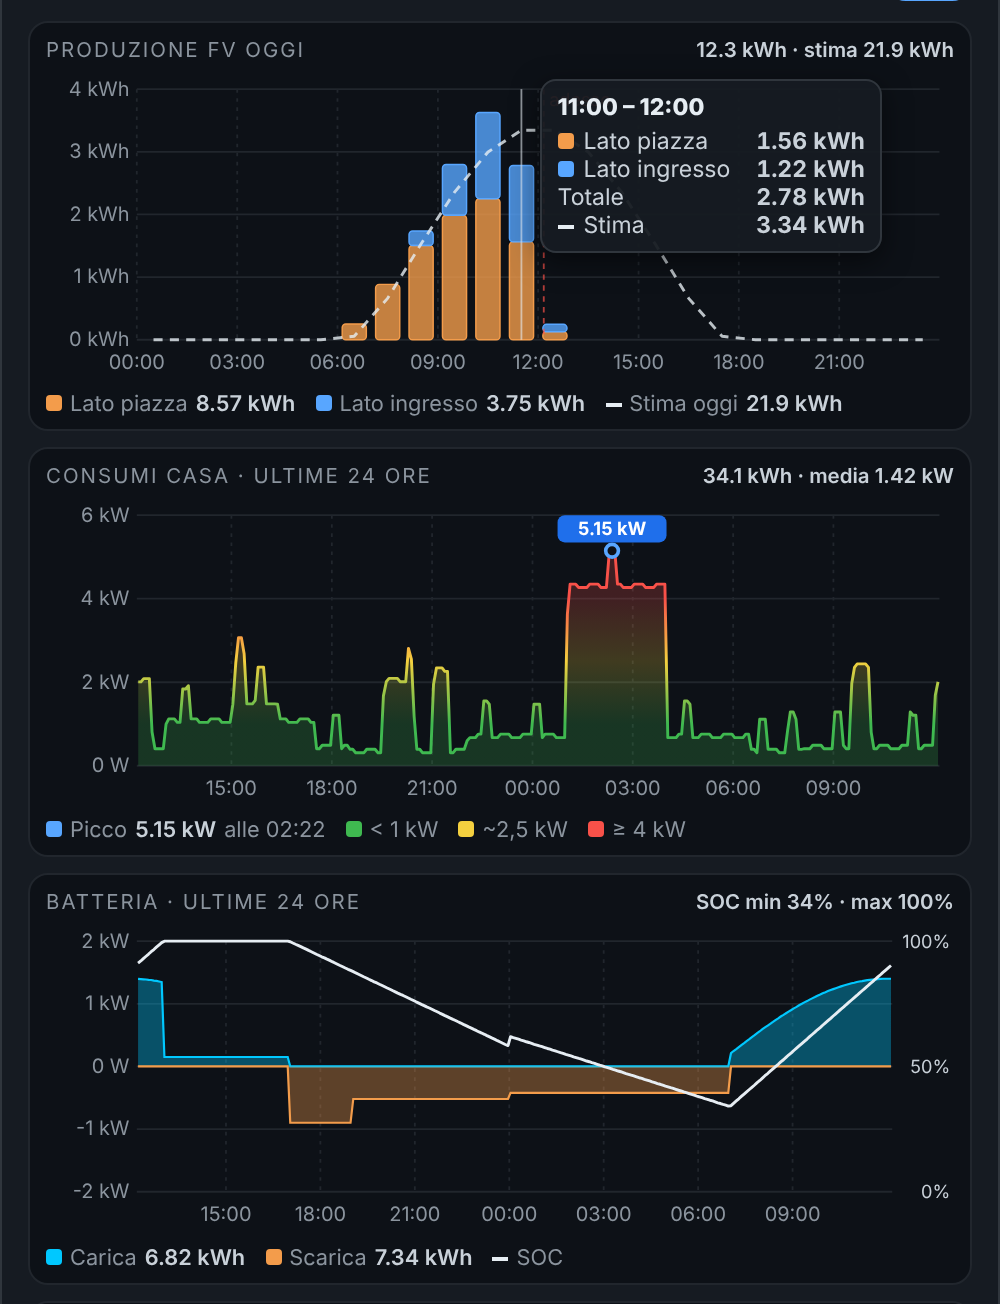 PRODUZIONE FV OGGI
12.3 kWh · stima 21.9 kWh
4 kWh
3 kWh
2 kWh
1 kWh
0 kWh
11:00 – 12:00
Lato piazza 1.56 kWh
Lato ingresso 1.22 kWh
Totale 2.78 kWh
Stima 3.34 kWh
00:00 03:00 06:00 09:00 12:00 15:00 18:00 21:00
Lato piazza 8.57 kWh Lato ingresso 3.75 kWh Stima oggi 21.9 kWh
CONSUMI CASA · ULTIME 24 ORE
34.1 kWh · media 1.42 kW
6 kW
5.15 kW
4 kW
2 kW
0 W
15:00 18:00 21:00 00:00 03:00 06:00 09:00
Picco 5.15 kW alle 02:22 < 1 kW ~2,5 kW ≥ 4 kW
BATTERIA · ULTIME 24 ORE
SOC min 34% · max 100%
2 kW 100%
1 kW
0 W 50%
-1 kW
-2 kW 0%
15:00 18:00 21:00 00:00 03:00 06:00 09:00
Carica 6.82 kWh Scarica 7.34 kWh SOC